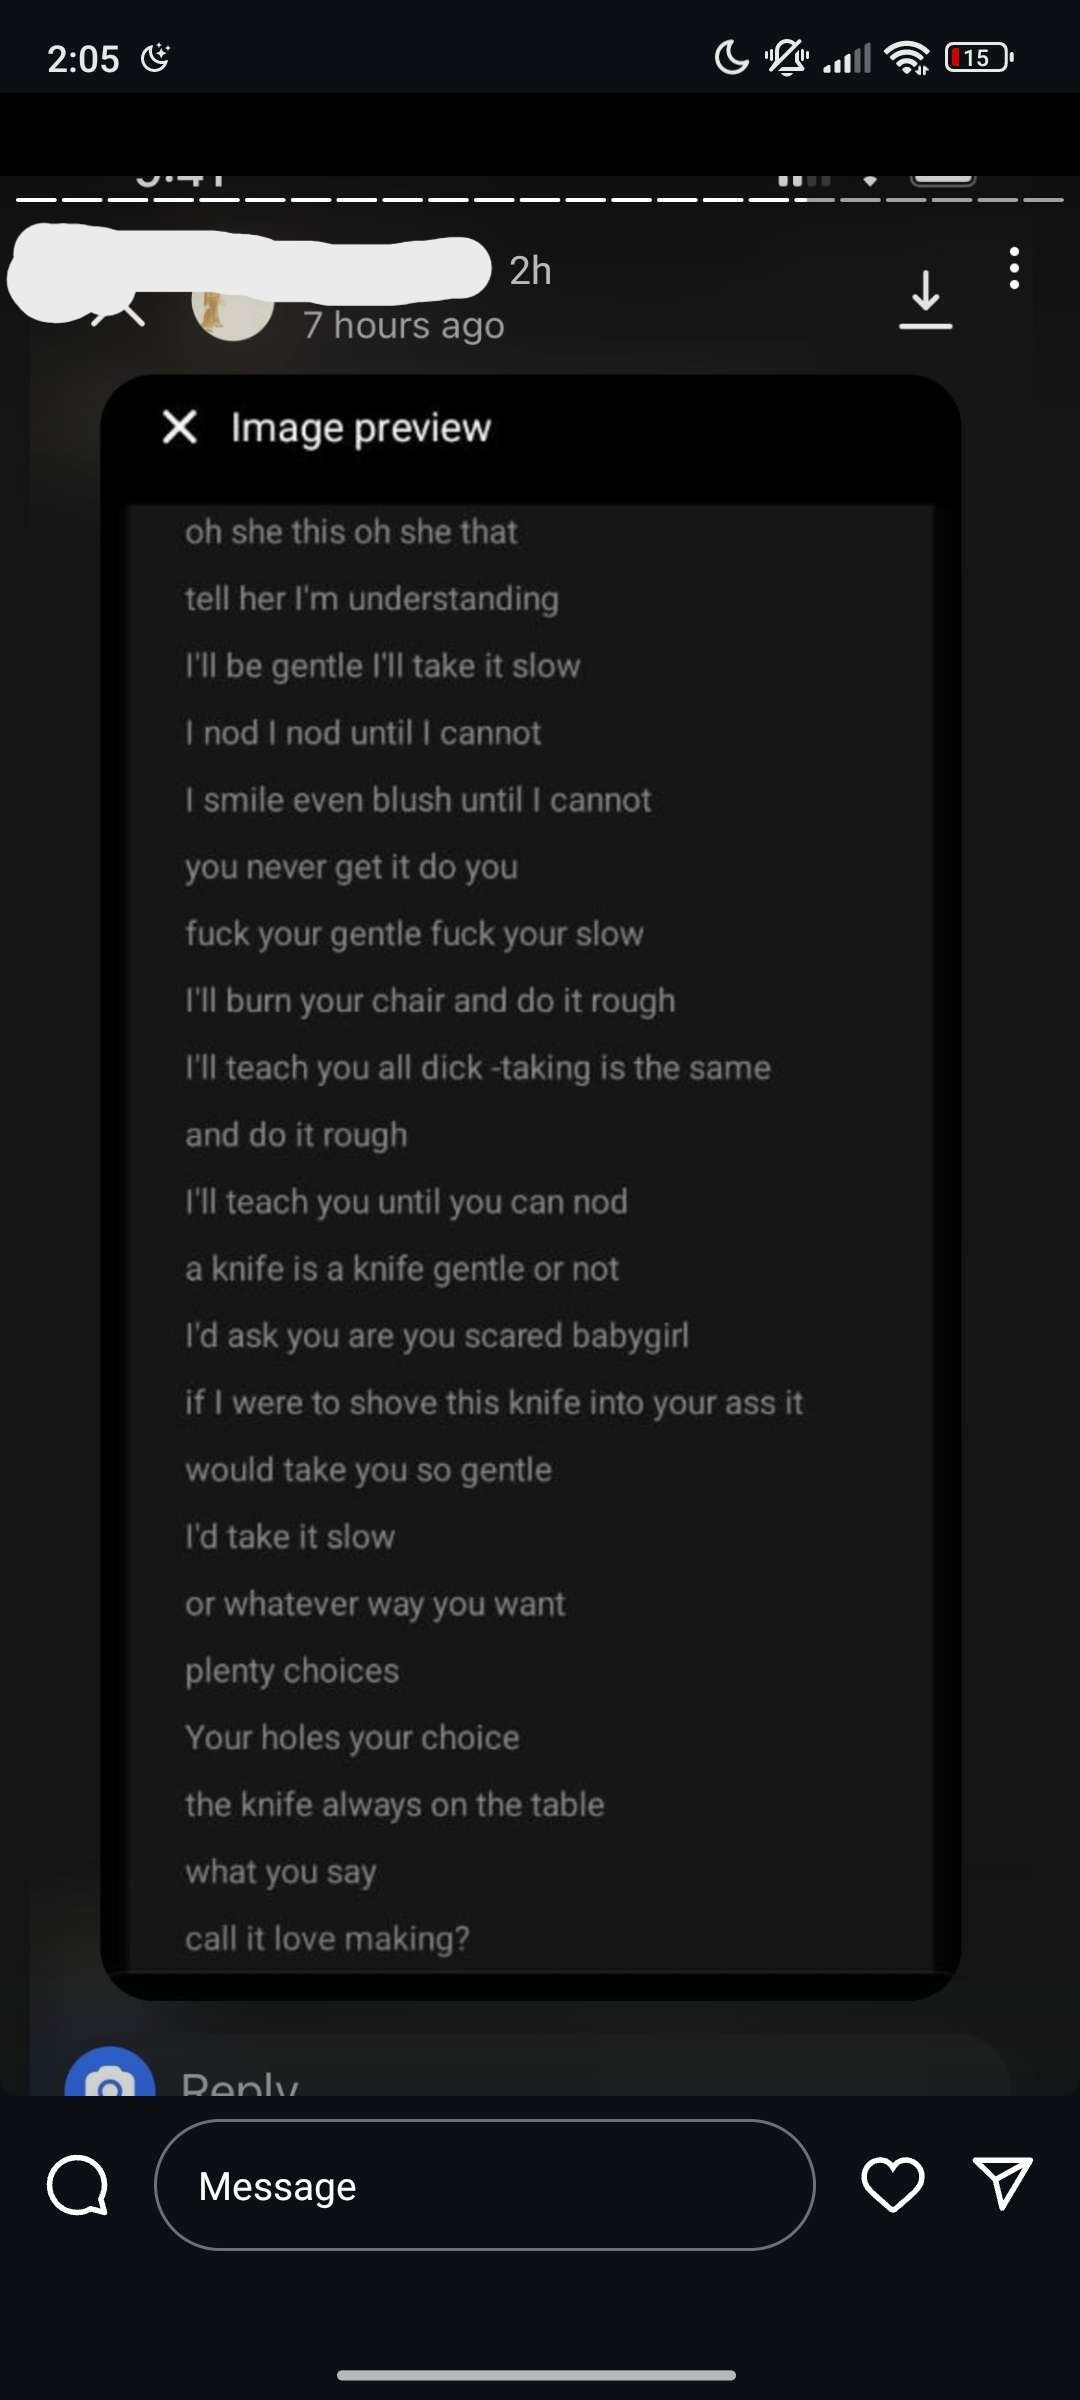 2:05
15
2h
7 hours ago
Image preview
oh she this oh she that
tell her I'm understanding
I'll be gentle I'll take it slow
I nod I nod until I cannot
I smile even blush until I cannot
you never get it do you
fuck your gentle fuck your slow
I'll burn your chair and do it rough
I'll teach you all dick -taking is the same
and do it rough
I'll teach you until you can nod
a knife is a knife gentle or not
I'd ask you are you scared babygirl
if I were to shove this knife into your ass it
would take you so gentle
I'd take it slow
or whatever way you want
plenty choices
Your holes your choice
the knife always on the table
what you say
call it love making?
Reply
Message